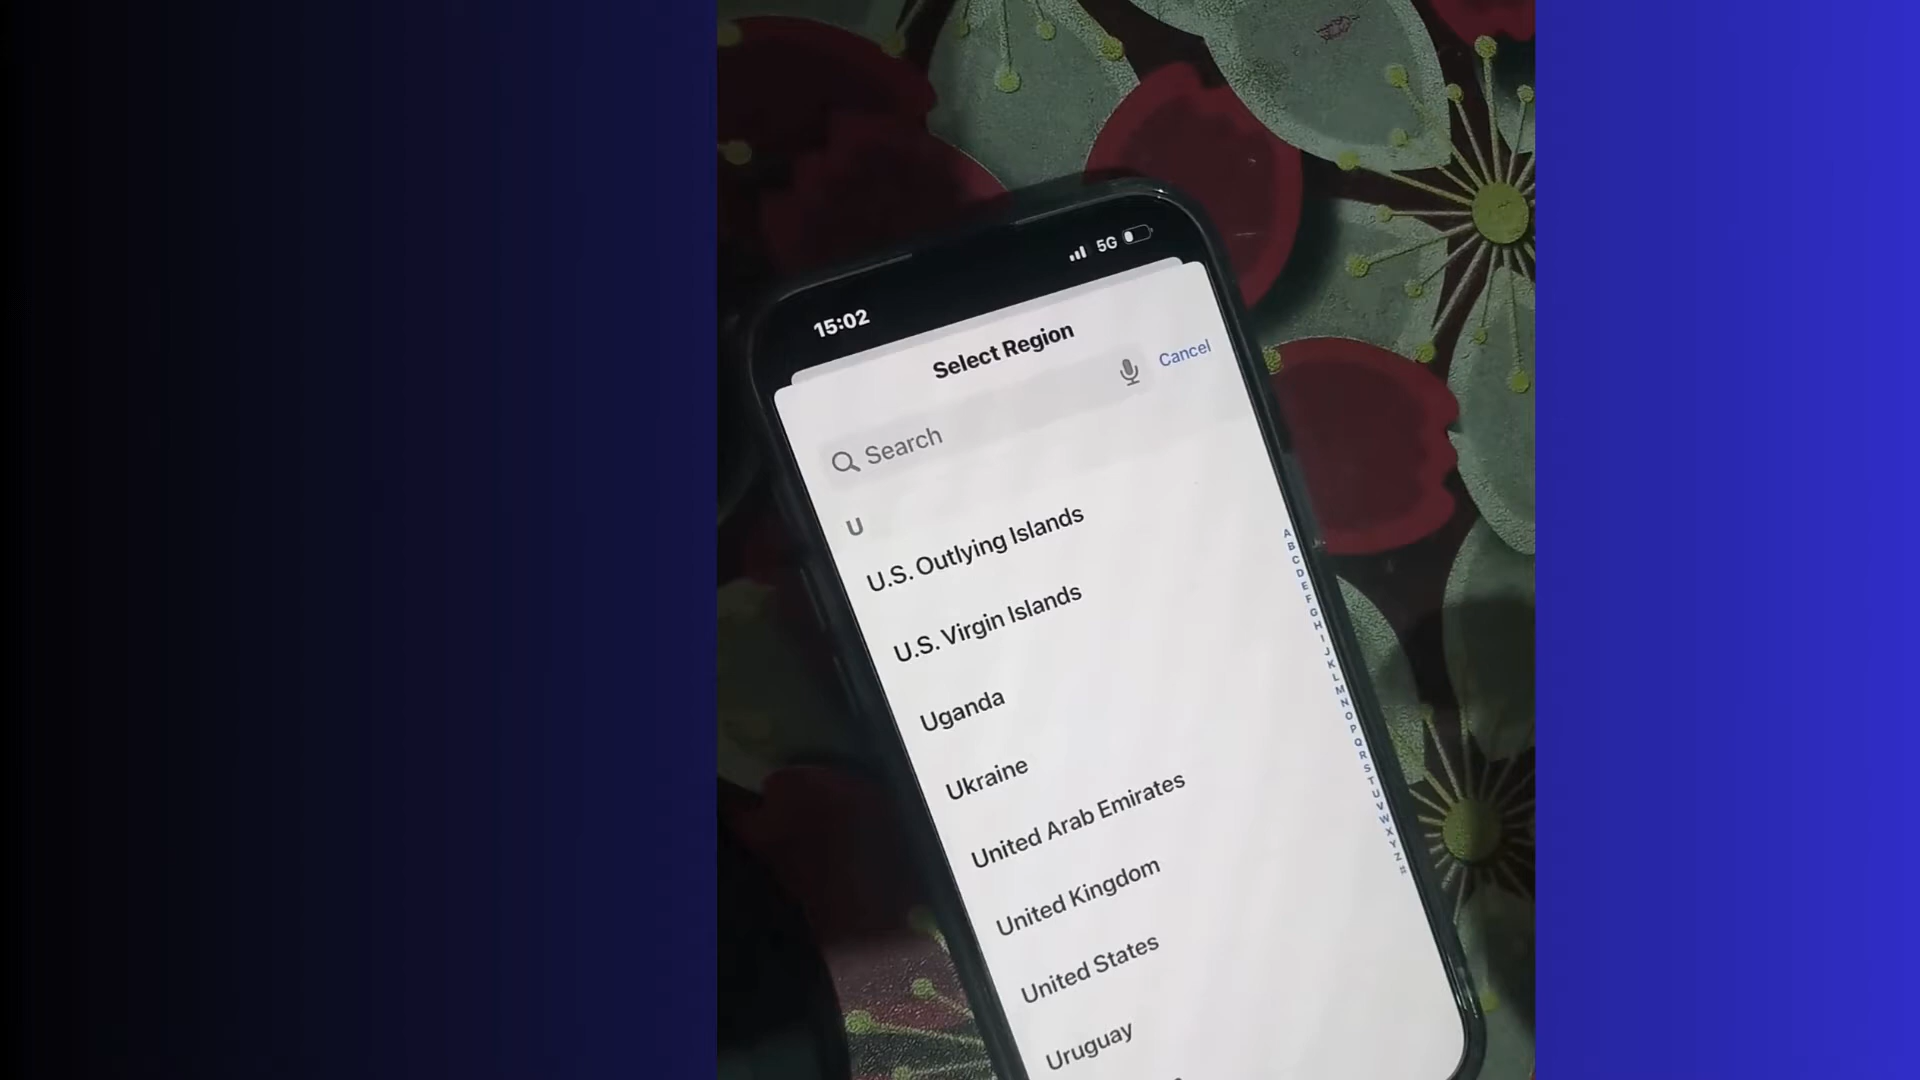 15:02
5G
Select Region
Cancel
Search
U
U.S. Outlying Islands
U.S. Virgin Islands
Uganda
Ukraine
United Arab Emirates
United Kingdom
United States
Uruguay
A
B
C
D
E
F
G
H
I
J
K
L
M
N
O
P
Q
R
S
T
U
V
W
X
Y
Z
#